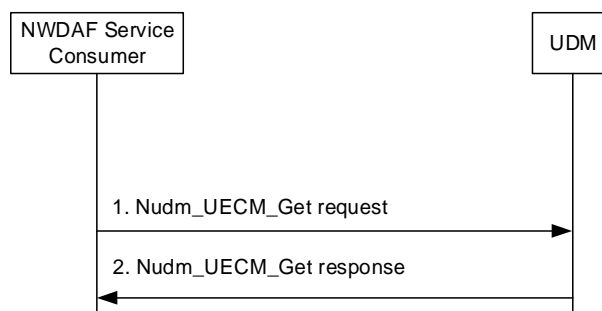 NWDAF Service
Consumer
UDM
1. Nudm_UECM_Get request
2. Nudm_UECM_Get response